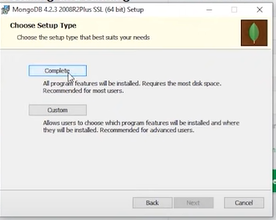 MongoDB 4.2.3 2008R2Plus SSL (64 bit) Setup
Choose Setup Type
Choose the setup type that best suits your needs
Complete
All program features will be installed. Requires the most disk space.
Recommended for most users.
Custom
Allows users to choose which program features will be installed and where
they will be installed. Recommended for advanced users.
Back
Next
Cancel